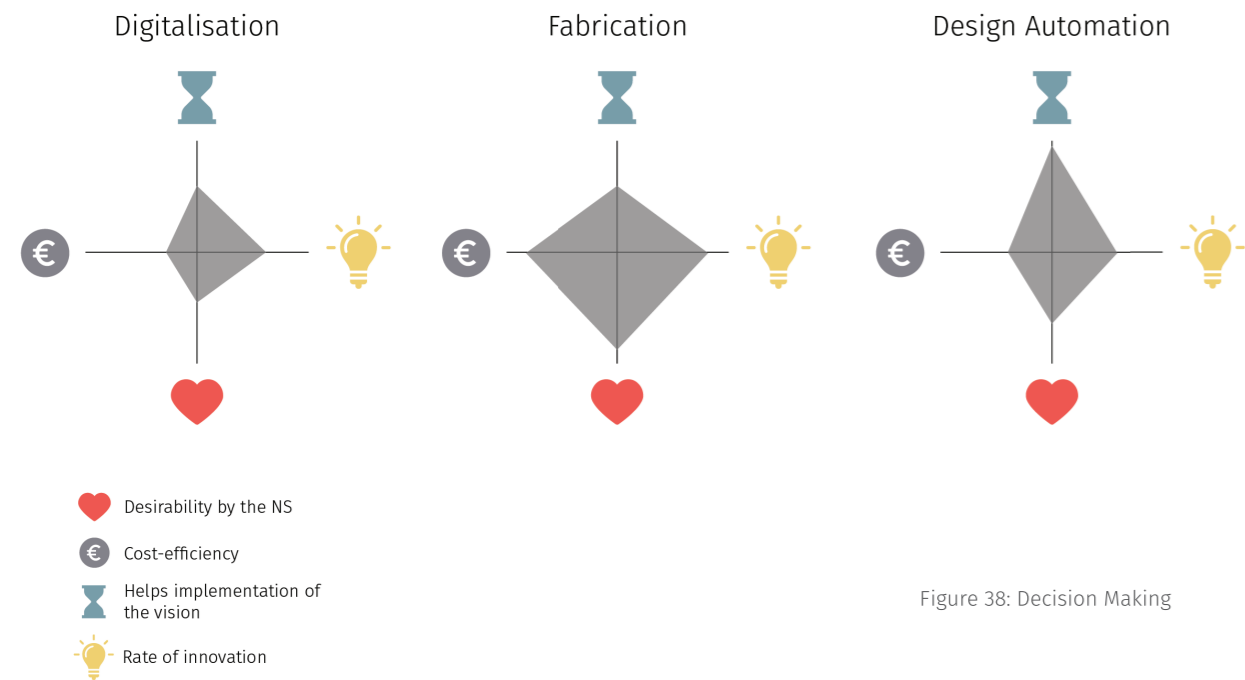 Digitalisation
Fabrication
Design Automation
€
€
€
Desirability by the NS
€
Cost-efficiency
Helps implementation of
the vision
Rate of innovation
Figure 38: Decision Making